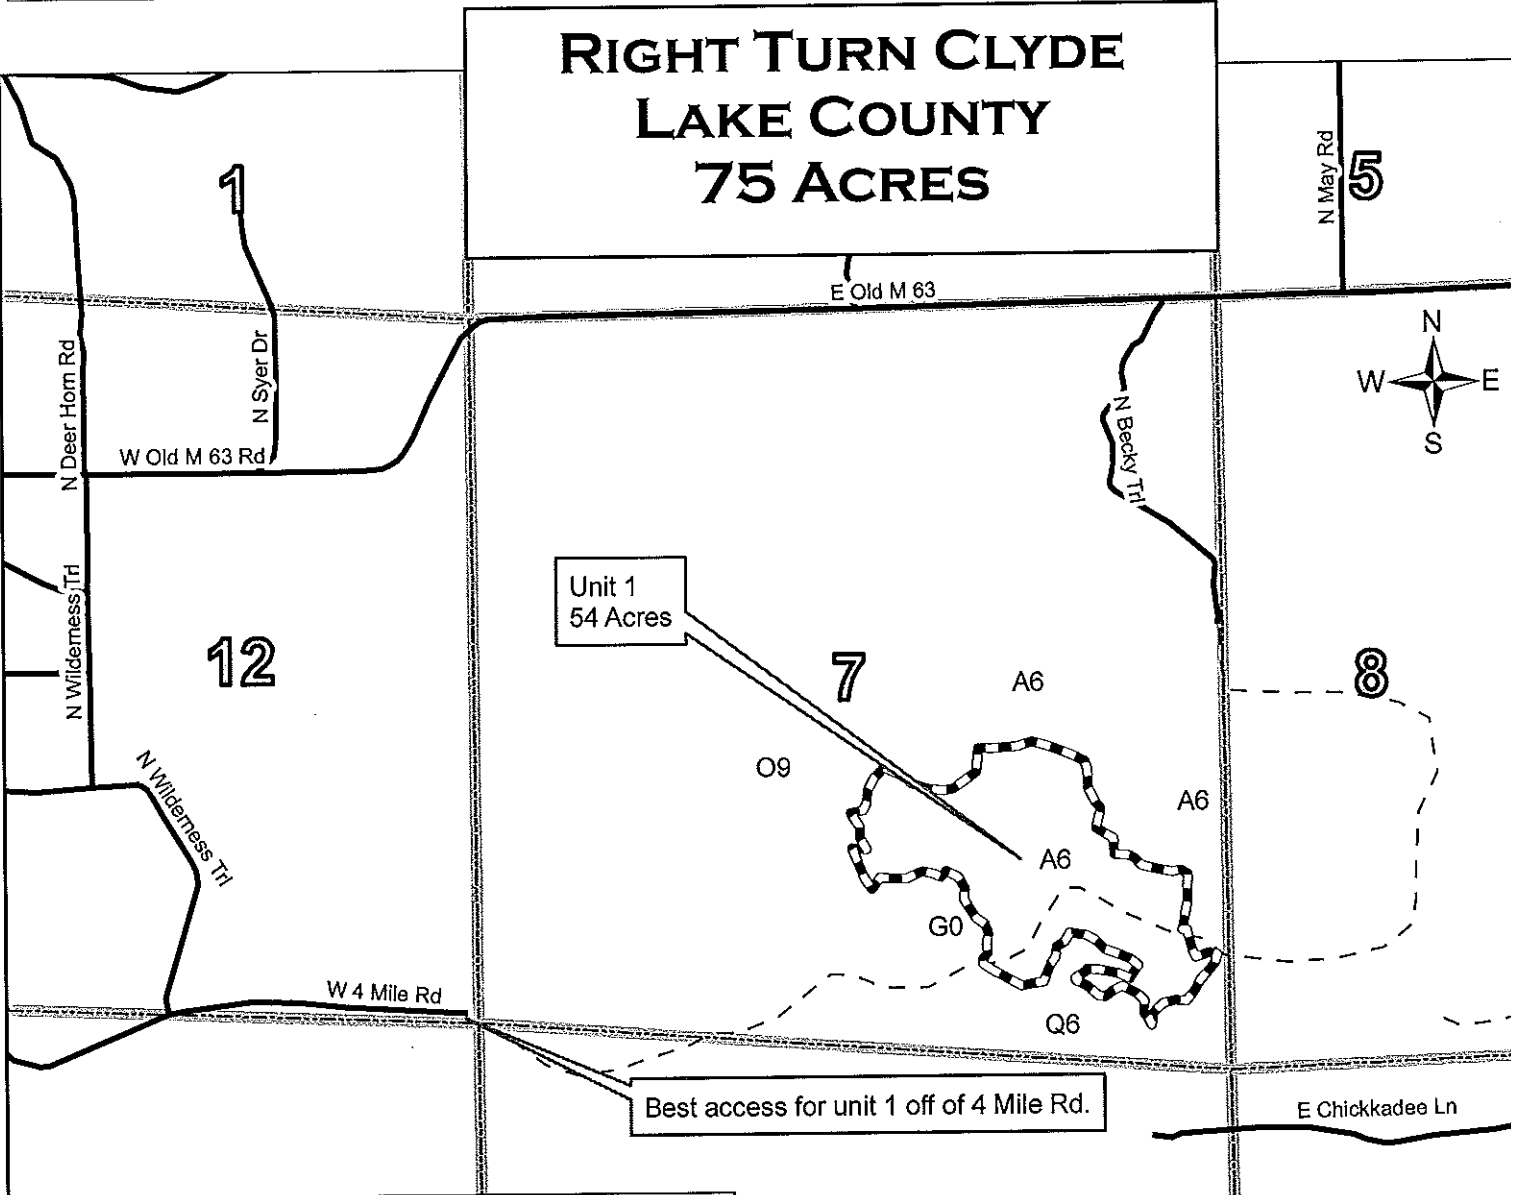 RIGHT TURN CLYDE
LAKE COUNTY
75 ACRES
1
5
N May Rd
E Old M 63
N
W E
S
N Deer Horn Rd
N Syer Dr
W Old M 63 Rd
N Becky Trl
Unit 1
54 Acres
N Wilderness Trl
12
7
8
A6
O9
A6
N Wilderness Trl
A6
G0
W 4 Mile Rd
Q6
Best access for unit 1 off of 4 Mile Rd.
E Chickkadee Ln